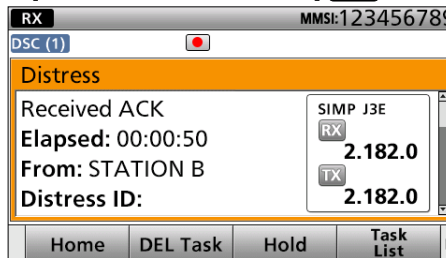 RX MMSI:123456789
DSC (1)
Distress
Received ACK
Elapsed: 00:00:50
From: STATION B
Distress ID:
SIMP J3E
RX
2.182.0
TX
2.182.0
Home DEL Task Hold Task List